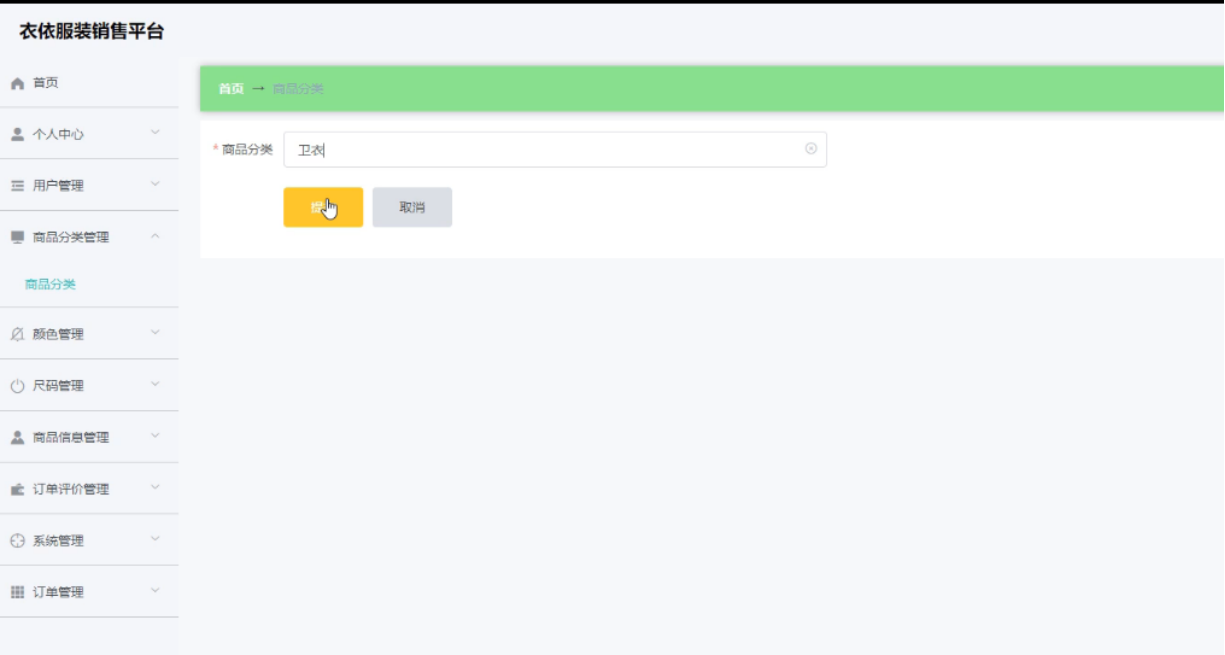 衣依服装销售平台
首页
首页 → 商品分类
个人中心
* 商品分类 卫衣
用户管理
取消
商品分类管理
商品分类
颜色管理
尺码管理
商品信息管理
订单评价管理
系统管理
订单管理